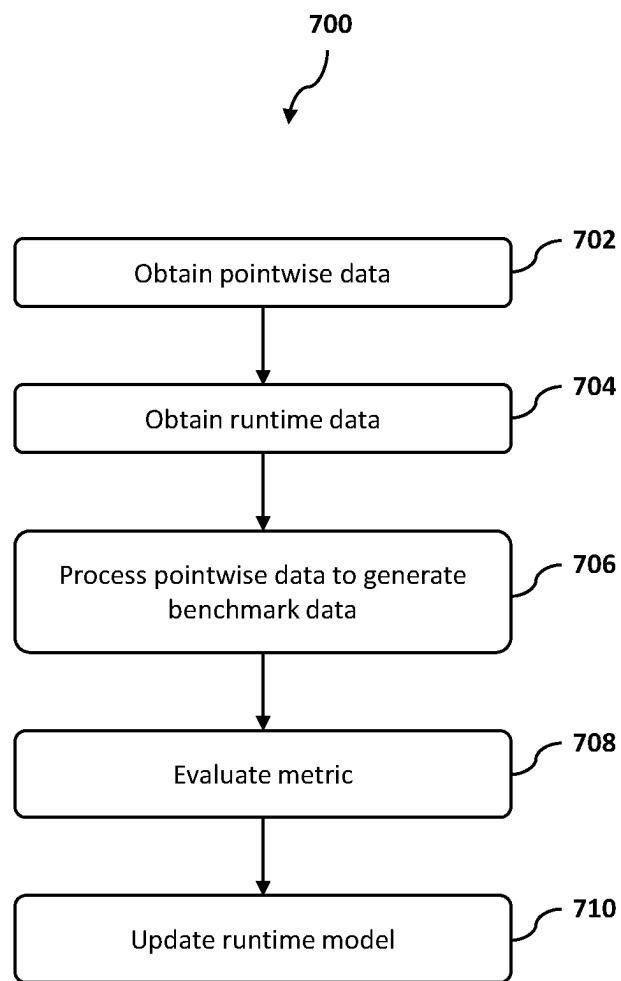 700
702
Obtain pointwise data
704
Obtain runtime data
706
Process pointwise data to generate
benchmark data
708
Evaluate metric
710
Update runtime model